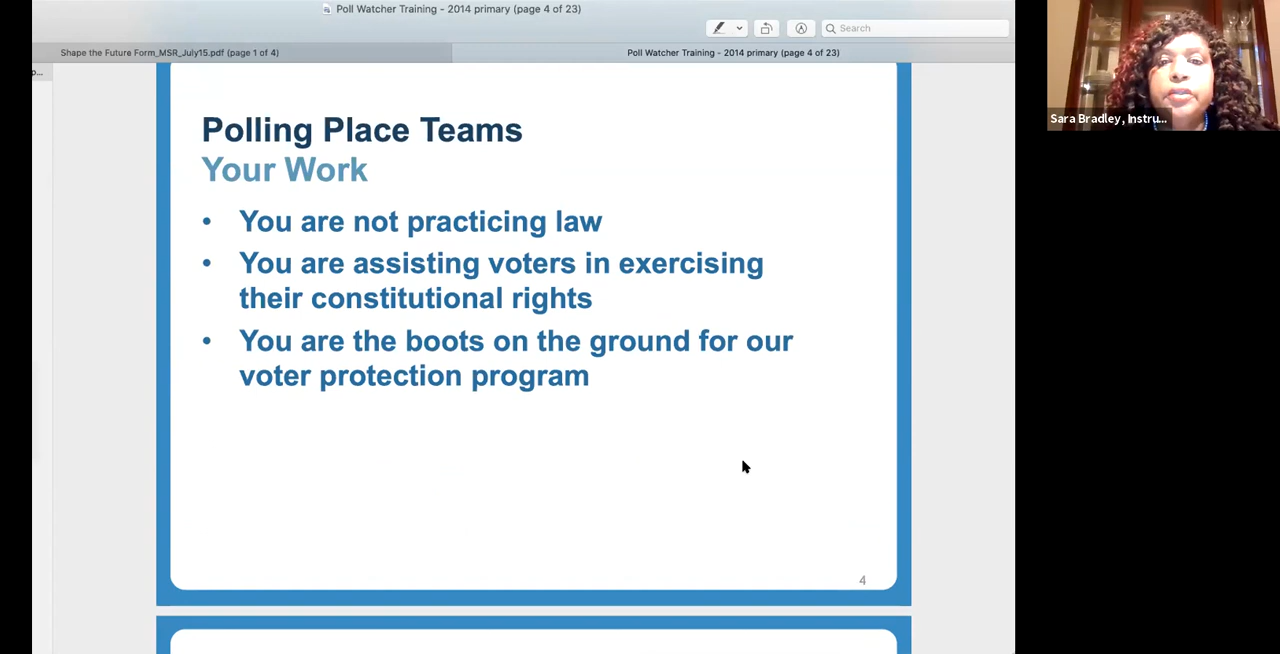 Poll Watcher Training - 2014 primary (page 4 of 23)
Search
Shape the Future Form_MSR_July15.pdf (page 1 of 4)
Poll Watcher Training - 2014 primary (page 4 of 23)
p...
Polling Place Teams
Your Work
• You are not practicing law
• You are assisting voters in exercising
their constitutional rights
• You are the boots on the ground for our
voter protection program
4
Sara Bradley, Instru...